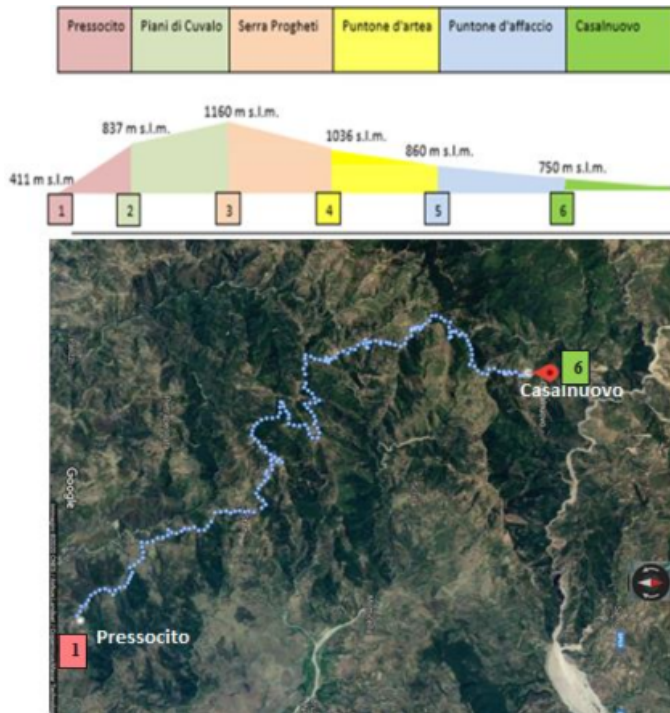 Pressocito Piani di Cuvalo Serra Progheti Puntone d'artea Puntone d'affaccio Casalnuovo
1160 m s.l.m.
837 m s.l.m.
1036 m s.l.m.
860 m s.l.m.
750 m s.l.m.
411 m s.l.m
1 2 3 4 5 6
6
Casalnuovo
Google
Pressocito
1